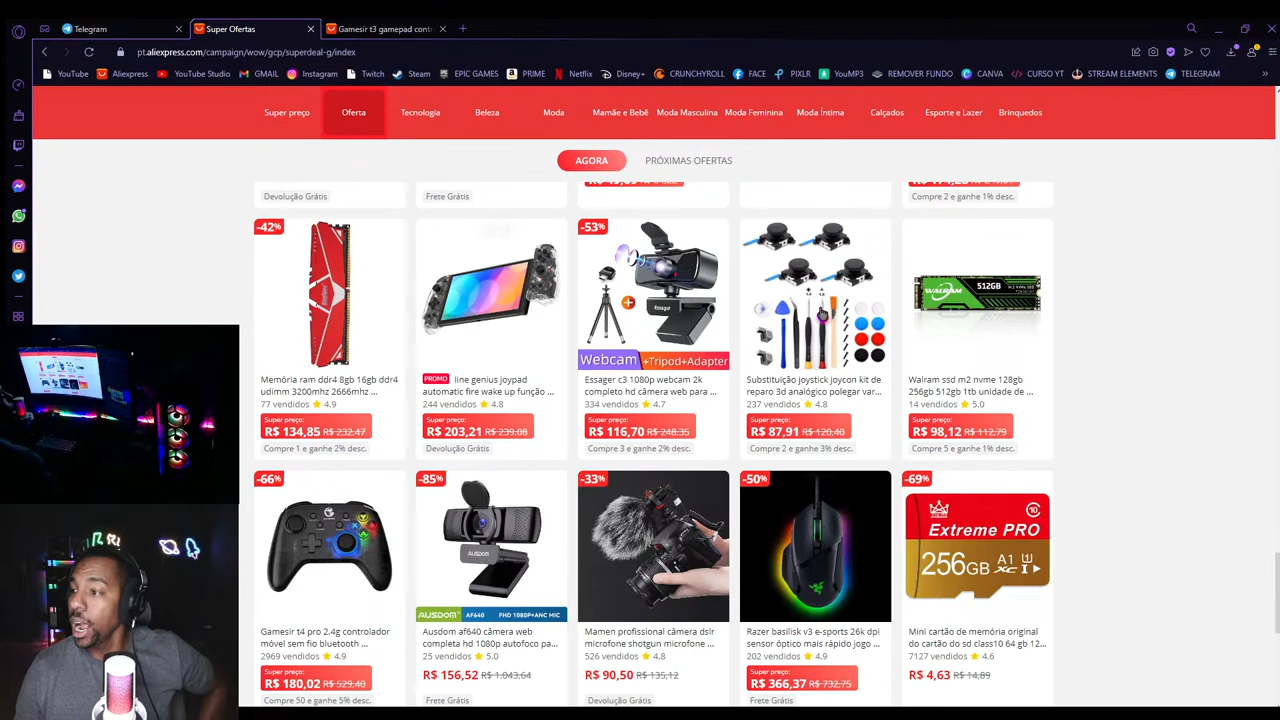 Telegram
Super Ofertas
Gamesir t3 gamepad contr
pt.aliexpress.com/campaign/wow/gcp/superdeal-g/index
YouTube
Aliexpress
YouTube Studio
GMAIL
Instagram
Twitch
Steam
EPIC GAMES
PRIME
Netflix
Disney+
CRUNCHYROLL
FACE
PIXLR
YouMP3
REMOVER FUNDO
CANVA
CURSO YT
STREAM ELEMENTS
TELEGRAM
Super preço
Oferta
Tecnologia
Beleza
Moda
Mamãe e Bebê
Moda Masculina
Moda Feminina
Moda Íntima
Calçados
Esporte e Lazer
Brinquedos
AGORA
PRÓXIMAS OFERTAS
Devolução Grátis
Frete Grátis
Compre 2 e ganhe 1% desc.
-42%
Memória ram ddr4 8gb 16gb ddr4
udimm 3200mhz 2666mhz ...
77 vendidos 4.9
Super preço:
R$ 134,85 R$ 232,47
Compre 1 e ganhe 2% desc.
PROMO Iine genius joypad
automatic fire wake up função ...
244 vendidos 4.8
Super preço:
R$ 203,21 R$ 239,08
Devolução Grátis
-53%
Essager
Webcam +Tripod+Adapter
Essager c3 1080p webcam 2k
completo hd câmera web para ...
334 vendidos 4.7
Super preço:
R$ 116,70 R$ 248,35
Compre 3 e ganhe 2% desc.
Substituição joystick joycon kit de
reparo 3d analógico polegar var...
237 vendidos 4.8
Super preço:
R$ 87,91 R$ 120,40
Compre 2 e ganhe 3% desc.
WALRAM 512GB
M.2 NVMe SSD
Walram ssd m2 nvme 128gb
256gb 512gb 1tb unidade de ...
14 vendidos 5.0
Super preço:
R$ 98,12 R$ 112,79
Compre 5 e ganhe 1% desc.
-66%
Gamesir t4 pro 2.4g controlador
móvel sem fio bluetooth ...
2969 vendidos 4.9
Super preço:
R$ 180,02 R$ 529,40
Compre 50 e ganhe 5% desc.
-85%
AUSDOM
AUSDOM AF640 FHD 1080P+ANC MIC
Ausdom af640 câmera web
completa hd 1080p autofoco pa...
25 vendidos 5.0
R$ 156,52 R$ 1.043,64
Frete Grátis
-33%
Mamen profissional câmera dslr
microfone shotgun microfone ...
526 vendidos 4.8
R$ 90,50 R$ 135,12
Devolução Grátis
-50%
Razer basilisk v3 e-sports 26k dpi
sensor óptico mais rápido jogo ...
202 vendidos 4.9
Super preço:
R$ 366,37 R$ 732,75
Frete Grátis
-69%
Extreme PRO
256GB A1
XC I
Mini cartão de memória original
do cartão do sd class10 64 gb 12...
7127 vendidos 4.6
R$ 4,63 R$ 14,89